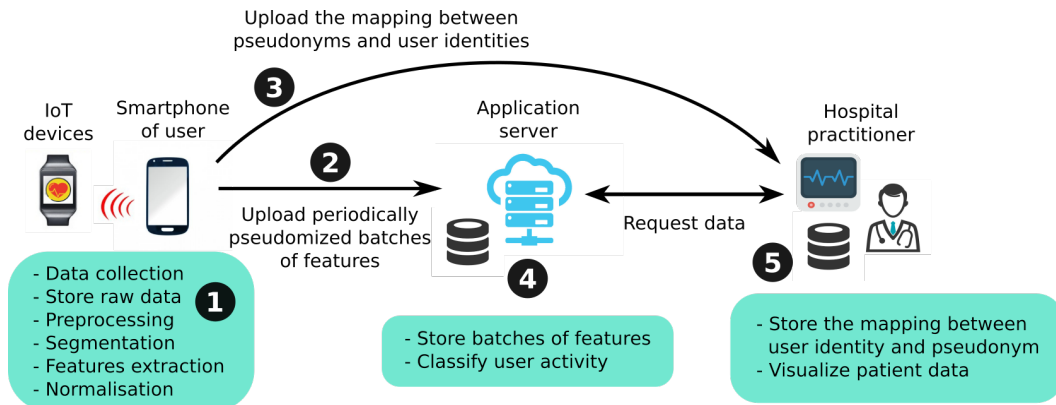 Upload the mapping between
pseudonyms and user identities
3
IoT
devices
Smartphone
of user
Application
server
Hospital
practitioner
2
Upload periodically
pseudomized batches
of features
Request data
4
5
1
- Data collection
- Store raw data
- Preprocessing
- Segmentation
- Features extraction
- Normalisation
- Store batches of features
- Classify user activity
- Store the mapping between
user identity and pseudonym
- Visualize patient data